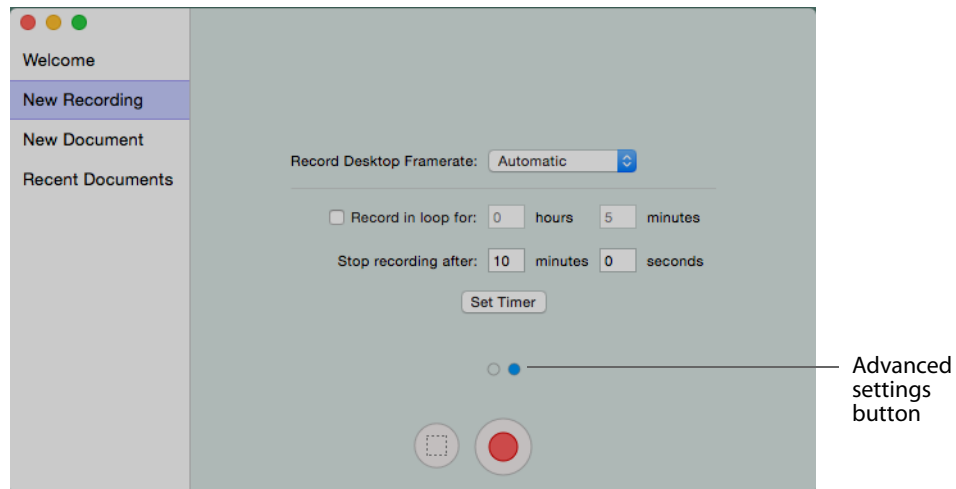 Welcome
New Recording
New Document
Recent Documents
Record Desktop Framerate: Automatic
Record in loop for: 0 hours 5 minutes
Stop recording after: 10 minutes 0 seconds
Set Timer
Advanced
settings
button